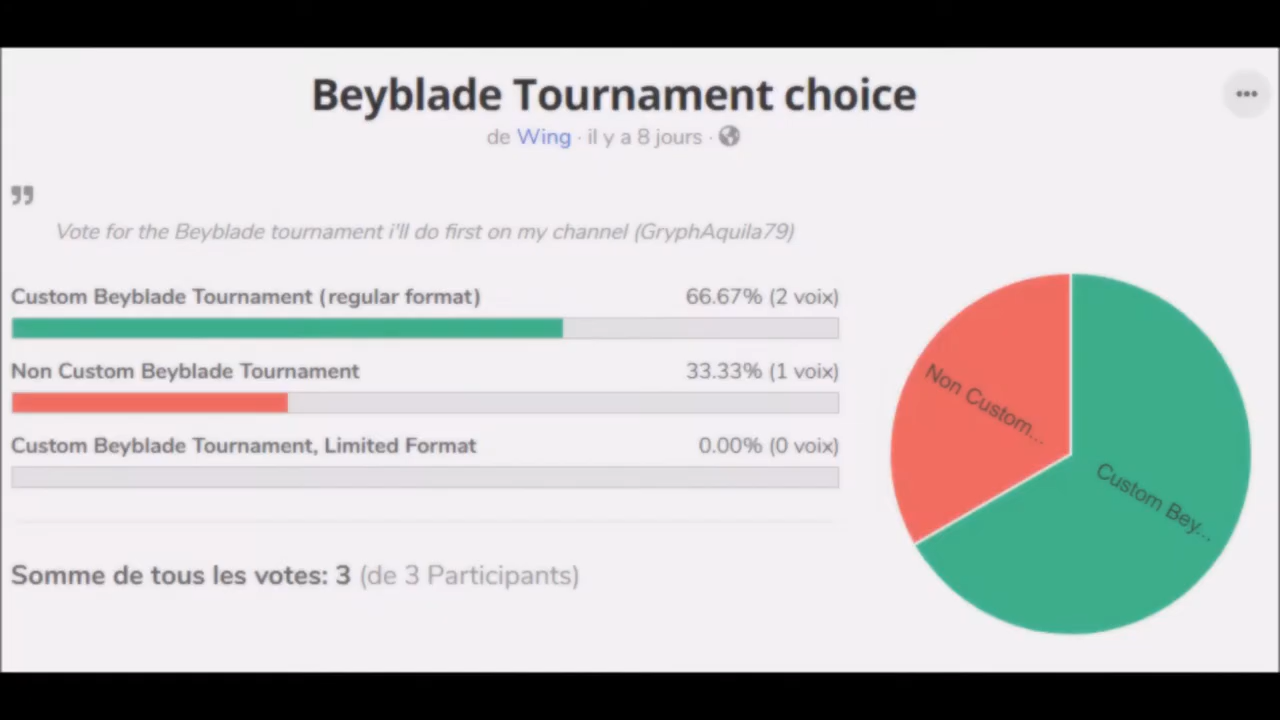 Beyblade Tournament choice
de Wing · il y a 8 jours ·
Vote for the Beyblade tournament i'll do first on my channel (GryphAquila79)
Custom Beyblade Tournament (regular format) 66.67% (2 voix)
Non Custom Beyblade Tournament 33.33% (1 voix)
Custom Beyblade Tournament, Limited Format 0.00% (0 voix)
Somme de tous les votes: 3 (de 3 Participants)
Non Custom...
Custom Bey...